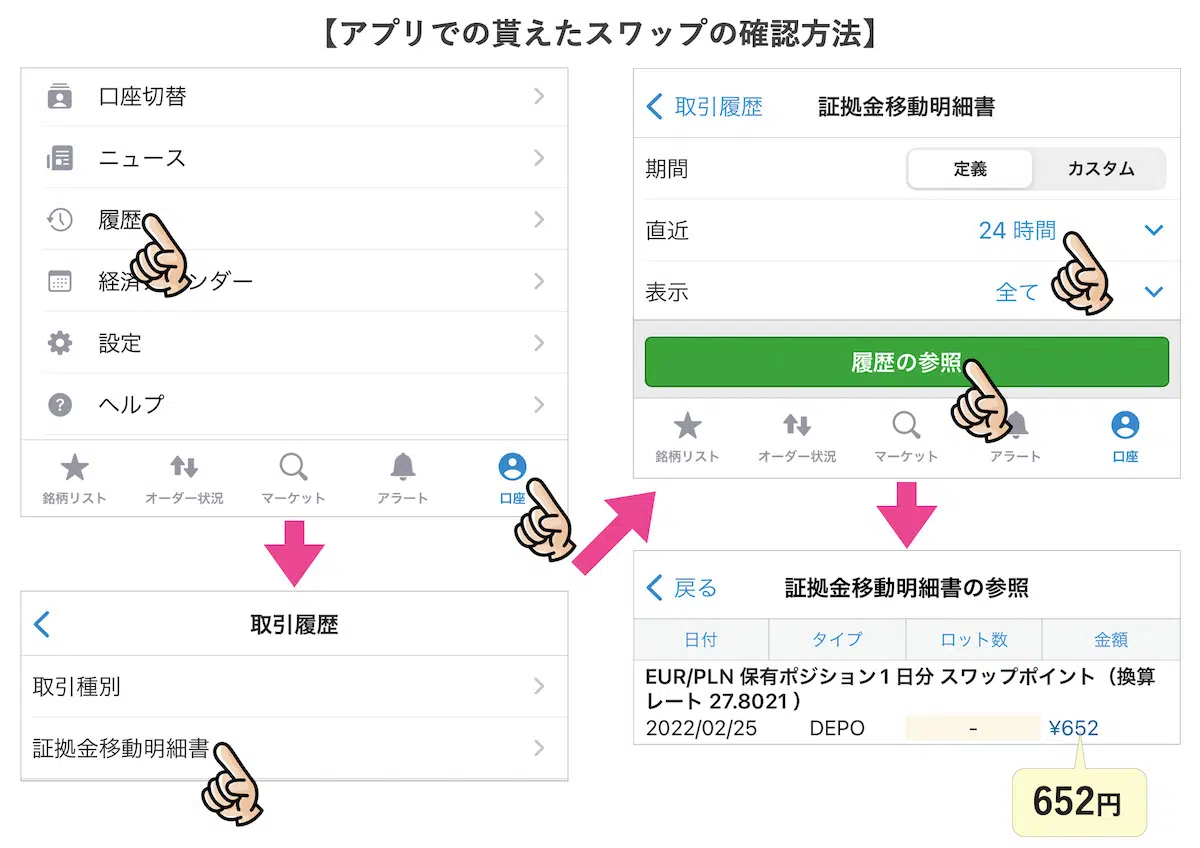 【アプリでの貰えたスワップの確認方法】
口座切替
ニュース
履歴
経済 ンダー
設定
?
ヘルプ
銘柄リスト
オーダー状況
マーケット
アラート
口座
取引履歴
取引種別
証拠金移動明細書
取引履歴
証拠金移動明細書
期間
定義
カスタム
直近
24 時間
表示
全て
履歴の参照
銘柄リスト
オーダー状況
マーケット
アラート
口座
戻る
証拠金移動明細書の参照
日付
タイプ
ロット数
金額
EUR/PLN 保有ポジション1日分 スワップポイント（換算
レート 27.8021）
2022/02/25
DEPO
-
¥652
652円